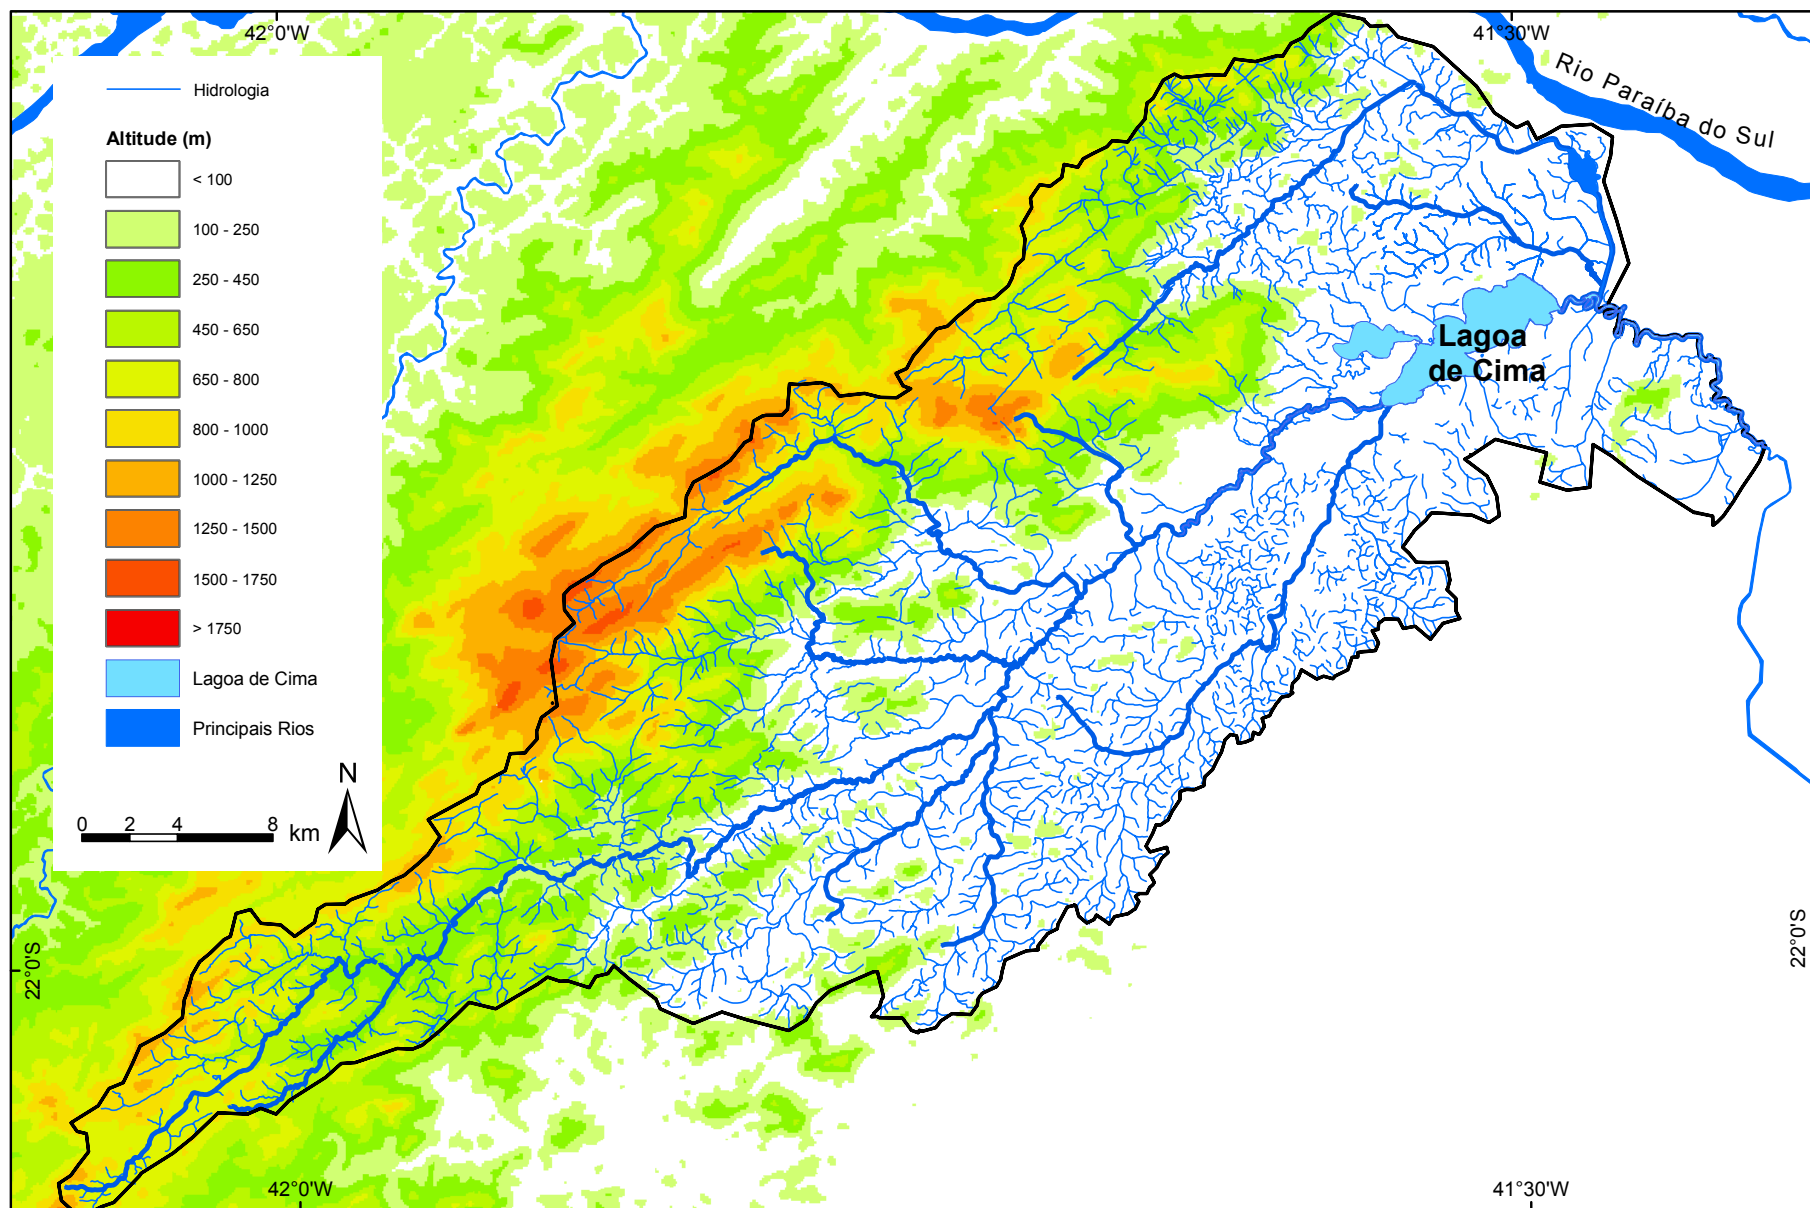 42°0'W
41°30'W
Rio Paraíba do Sul
Hidrologia
Altitude (m)
< 100
100 - 250
250 - 450
450 - 650
650 - 800
800 - 1000
1000 - 1250
1250 - 1500
1500 - 1750
> 1750
Lagoa de Cima
Principais Rios
N
0 2 4 8 km
Lagoa
de Cima
22°0'S
22°0'S
42°0'W
41°30'W